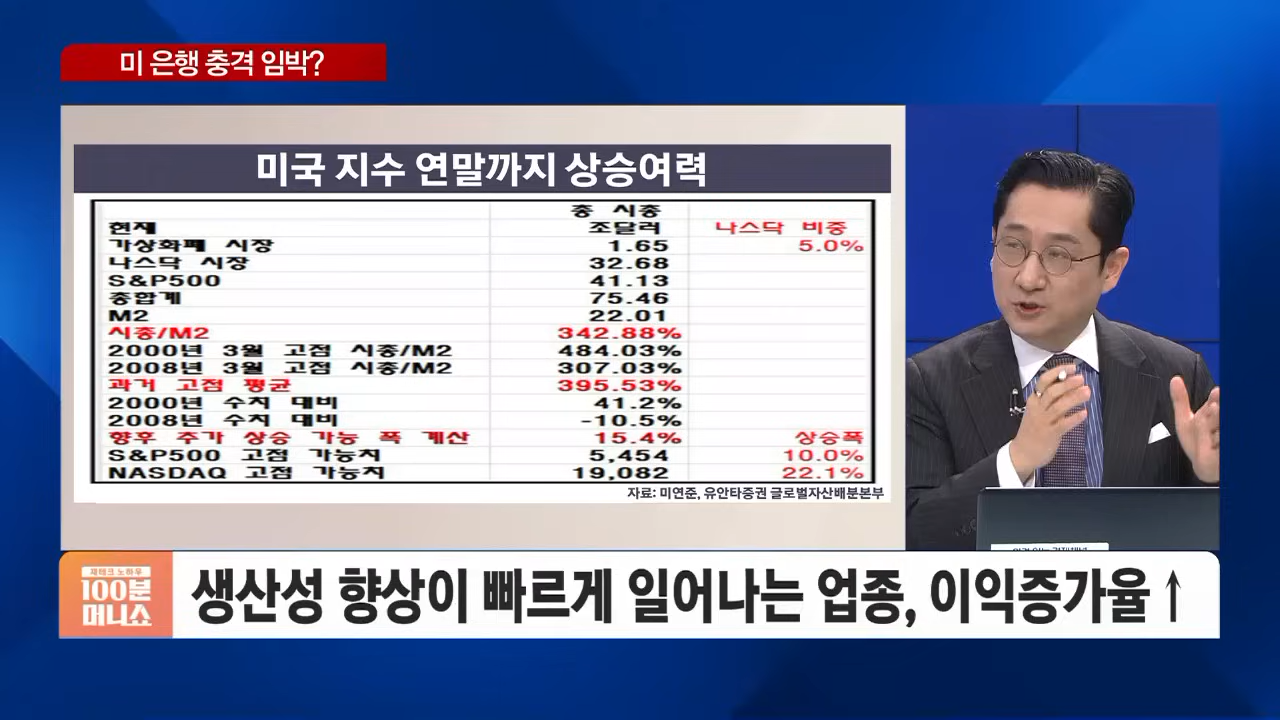 미 은행 충격 임박?
미국 지수 연말까지 상승여력
총 시총
현재 조달러 나스닥 비중
가상화폐 시장 1.65 5.0%
나스닥 시장 32.68
S&P500 41.13
총합계 75.46
M2 22.01
시총/M2 342.88%
2000년 3월 고점 시총/M2 484.03%
2008년 3월 고점 시총/M2 307.03%
과거 고점 평균 395.53%
2000년 수치 대비 41.2%
2008년 수치 대비 -10.5%
향후 추가 상승 가능 폭 계산 15.4% 상승폭
S&P500 고점 가능치 5,454 10.0%
NASDAQ 고점 가능치 19,082 22.1%
자료: 미연준, 유안타증권 글로벌자산배분본부
재테크 노하우
100분
머니쇼
생산성 향상이 빠르게 일어나는 업종, 이익증가율↑